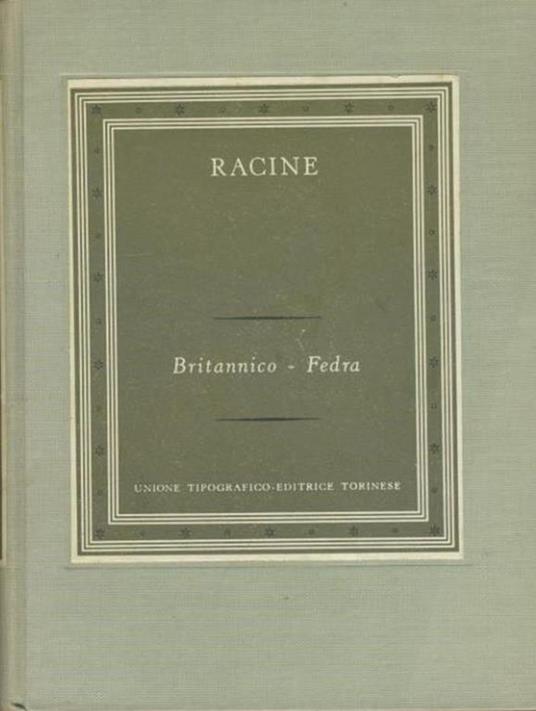 RACINE
Britannico - Fedra
UNIONE TIPOGRAFICO-EDITRICE TORINESE